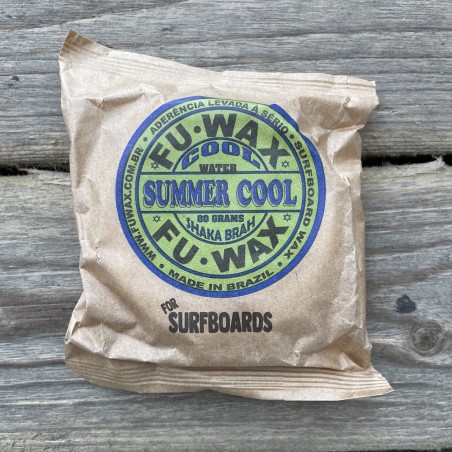 WWW.FUWAX.COM.BR • ADERÊNCIA LEVADA À SÉRIO • SURFBOARD WAX • MADE IN BRAZIL •
FU•WAX
COOL
WATER
SUMMER COOL
80 GRAMS
SHAKA BRAH
FU•WAX
FOR
SURFBOARDS